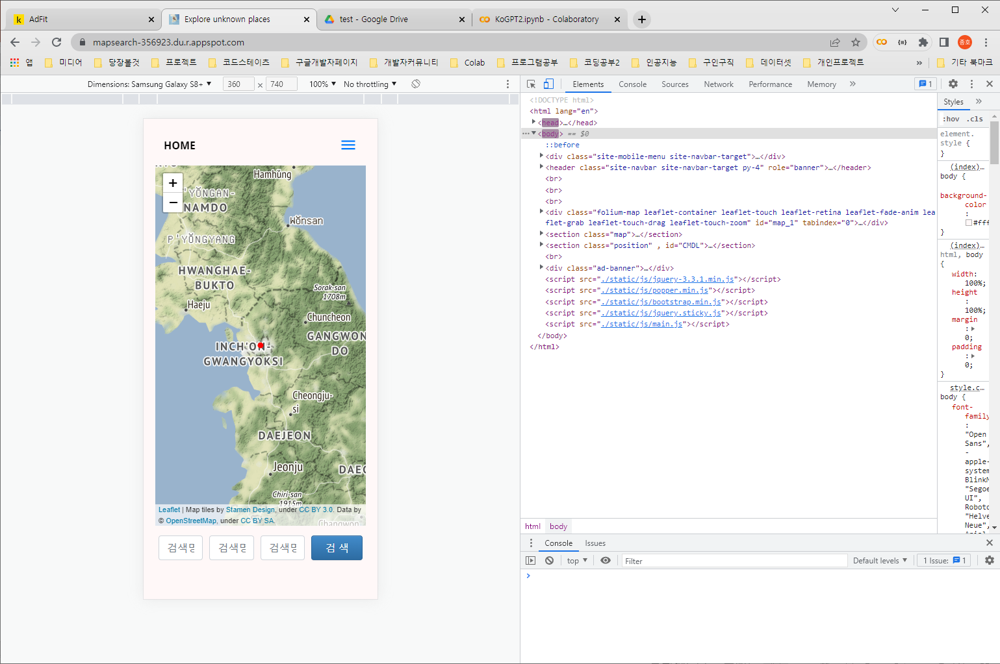 AdFit
Explore unknown places
test - Google Drive
KoGPT2.ipynb - Colaboratory
mapsearch-356923.du.r.appspot.com
종호
앱
미디어
당장볼것
프로젝트
코드스테이츠
구글개발자페이지
개발자커뮤니티
Colab
프로그램공부
코딩공부2
인공지능
구인구직
데이터셋
개인프로젝트
»
기타 북마크
Dimensions: Samsung Galaxy S8+ ▼ 360 × 740 100% ▼ No throttling ▼
HOME
+
−
Hamhŭng
P'YŎNGAN-
NAMDO
Wŏnsan
P'YŎNGYANG
HWANGHAE-
BUKTO
Sorak-san
1708m
Haeju
Chuncheon
GANGWON
DO
INCH'ON-
GWANGYOKSI
Cheongju-
si
DAEJEON
Jeonju
DAEG
Chiri-san
1915m
Changwon
Leaflet | Map tiles by Stamen Design, under CC BY 3.0. Data by
© OpenStreetMap, under CC BY SA.
검색
검색
검색
검 색
Elements Console Sources Network Performance Memory » 1
<!DOCTYPE html>
<html lang="en">
<head>…</head>
<body> == $0
::before
<div class="site-mobile-menu site-navbar-target">…</div>
<header class="site-navbar site-navbar-target py-4" role="banner">…</header>
<br>
<br>
<br>
<div class="folium-map leaflet-container leaflet-touch leaflet-retina leaflet-fade-anim lea
flet-grab leaflet-touch-drag leaflet-touch-zoom" id="map_1" tabindex="0">…</div>
<section class="map">…</section>
<section class="position" , id="CMDL">…</section>
<br>
<div class="ad-banner">…</div>
<script src="./static/js/jquery-3.3.1.min.js"></script>
<script src="./static/js/popper.min.js"></script>
<script src="./static/js/bootstrap.min.js"></script>
<script src="./static/js/jquery.sticky.js"></script>
<script src="./static/js/main.js"></script>
</body>
</html>
html body
Styles »
:hov .cls
element.
style {
}
(index)…
body {
background-
color
:
#fff
}
(index)…
html, body
{
width:
100%;
height
:
100%;
margin
:
0;
padding
:
0;
}
style.c…
body {
font-
family
:
"Open
Sans",
-
apple-
system
BlinkM
"Segoe
UI",
Roboto
"Helve
Neue",
Console Issues
top ▼ Filter Default levels ▼ 1 Issue: 1
>